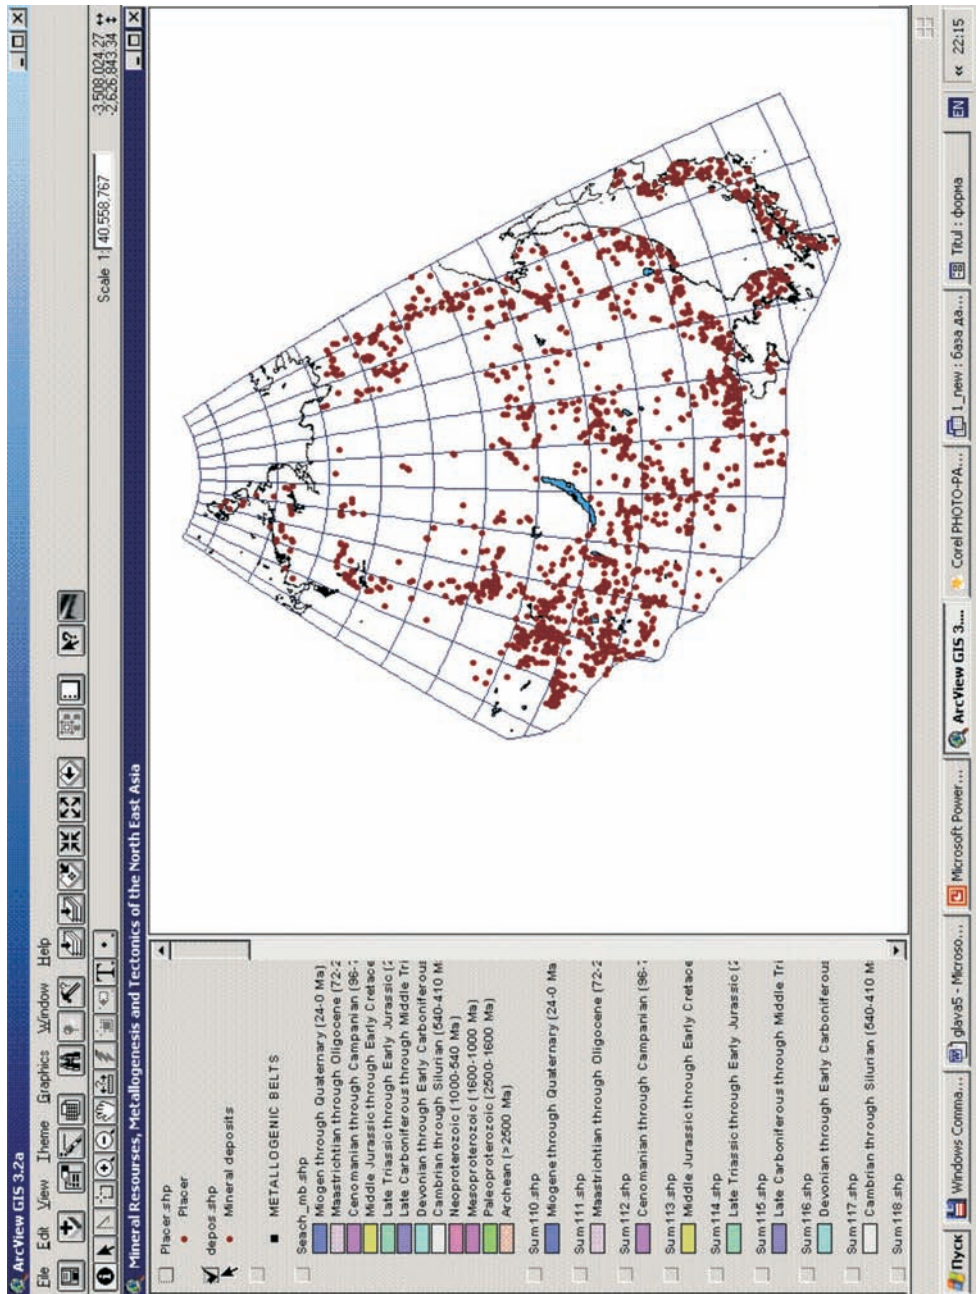 ArcView GIS 3.2a
File Edit View Theme Graphics Window Help
Scale 1: 40,558,767
-3,508,024.27
-2,626,843.34
Mineral Resourses, Metallogenesis and Tectonics of the North East Asia
Placer.shp
Placer
depos.shp
Mineral deposits
METALLOGENIC BELTS
Seach_mb.shp
Miogen through Quaternary (24-0 Ma)
Maastrichtian through Oligocene (72-2
Cenomanian through Campanian (96-7
Middle Jurassic through Early Cretace
Late Triassic through Early Jurassic (2
Late Carboniferous through Middle Tri
Devonian through Early Carboniferous
Cambrian through Silurian (540-410 M
Neoproterozoic (1000-540 Ma)
Mesoproterozoic (1600-1000 Ma)
Paleoproterozoic (2500-1600 Ma)
Archean (>2500 Ma)
Sum110.shp
Miogene through Quaternary (24-0 Ma
Sum111.shp
Maastrichtian through Oligocene (72-2
Sum112.shp
Cenomanian through Campanian (96-7
Sum113.shp
Middle Jurassic through Early Cretace
Sum114.shp
Late Triassic through Early Jurassic (2
Sum115.shp
Late Carboniferous through Middle Tri
Sum116.shp
Devonian through Early Carboniferous
Sum117.shp
Cambrian through Silurian (540-410 M
Sum118.shp
Пуск Windows Comma... glava5 - Microso... Microsoft Power... ArcView GIS 3.... Corel PHOTO-PA... 1_new : база да... Titul : форма EN « 22:15